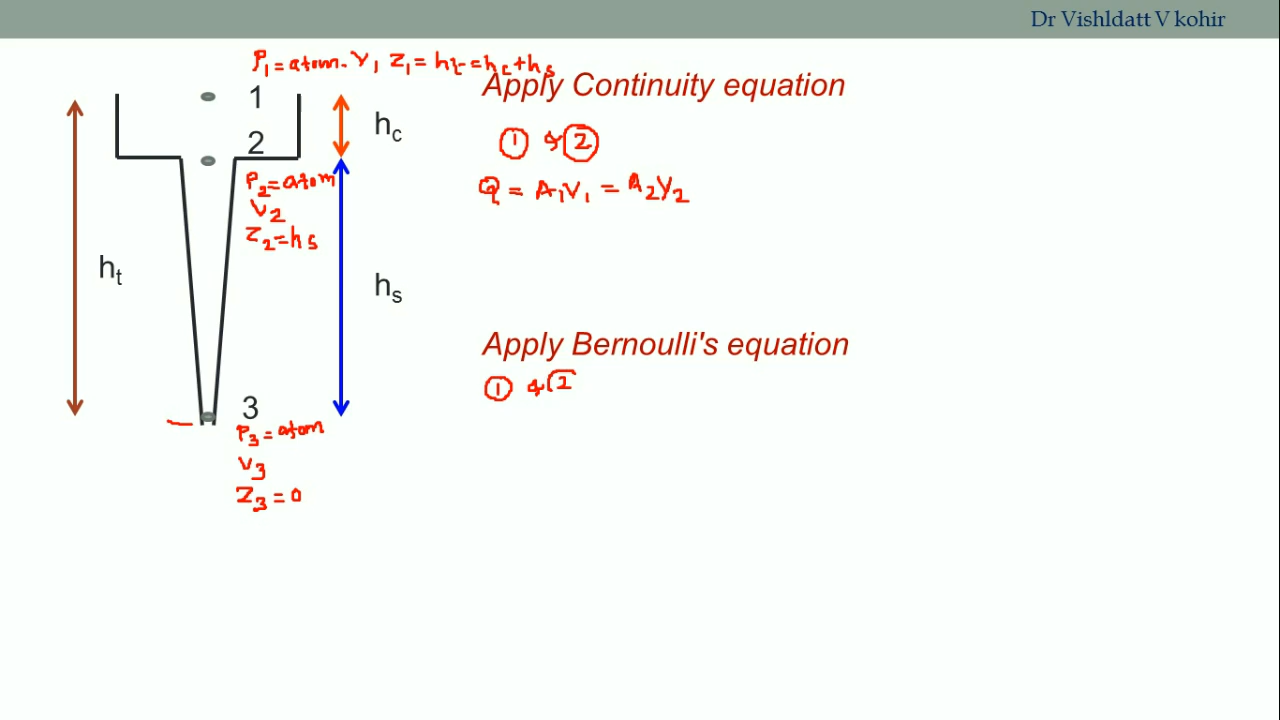 Dr Vishldatt V kohir
P₁ = atom. V₁ Z₁ = ht = hc + hs
Apply Continuity equation
1
hc
① & ②
2
P₂ = atom
Q = A₁V₁ = A₂V₂
V₂
Z₂ = hs
ht
hs
Apply Bernoulli's equation
① &
3
P₃ = atom
V₃
Z₃ = 0